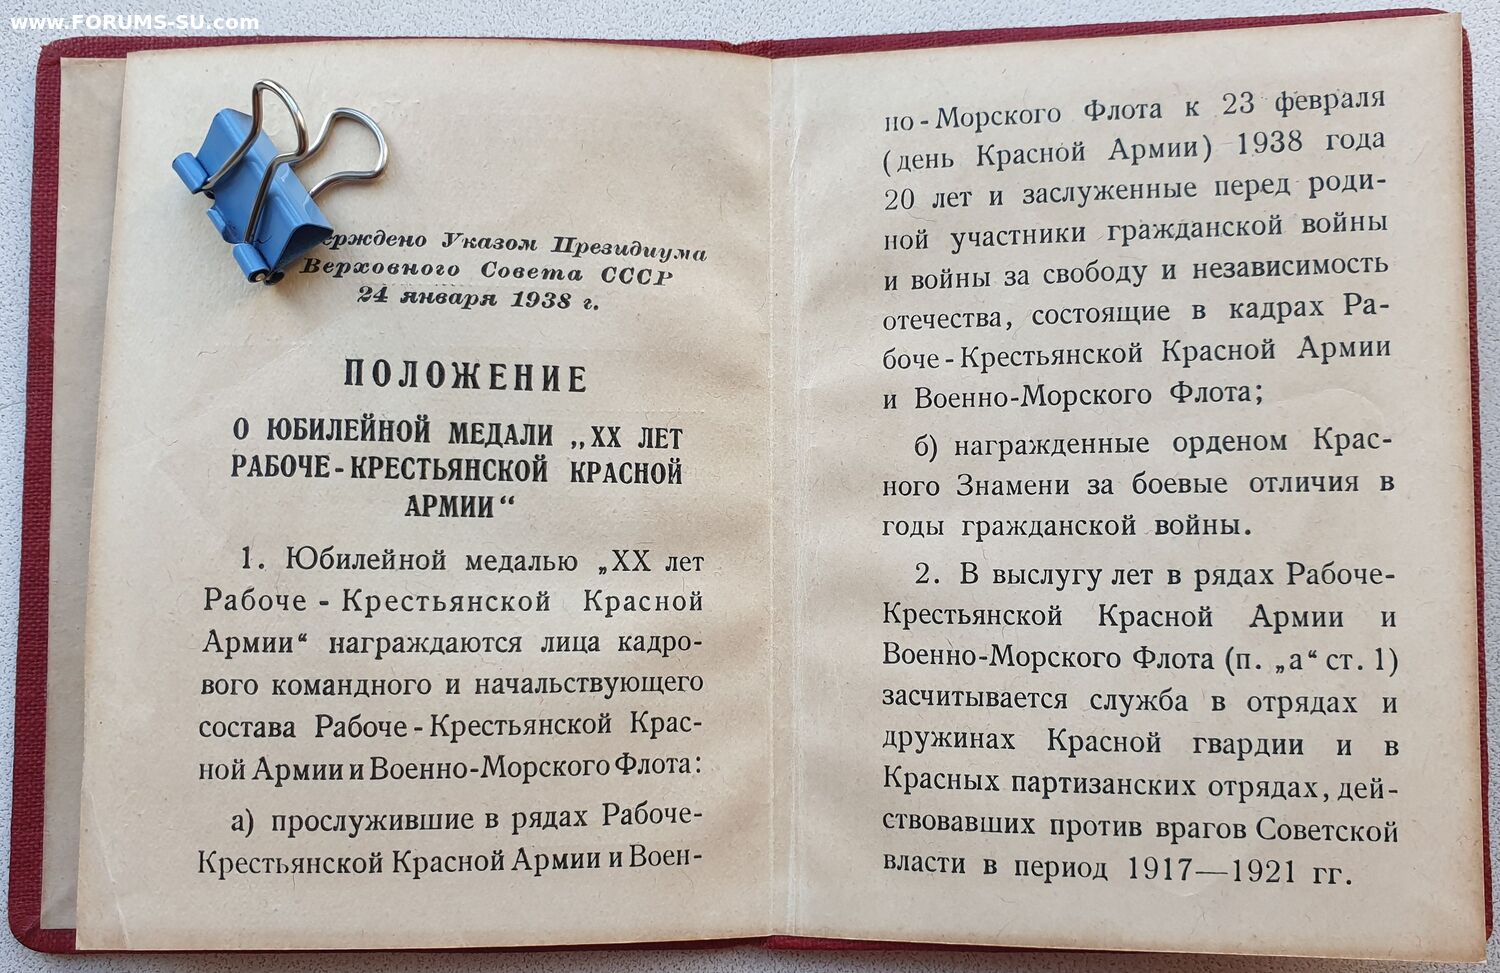 www.FORUMS-SU.com
Указом Президиума
Верховного Совета СССР
24 января 1938 г.
ПОЛОЖЕНИЕ
О ЮБИЛЕЙНОЙ МЕДАЛИ „XX ЛЕТ
РАБОЧЕ-КРЕСТЬЯНСКОЙ КРАСНОЙ
АРМИИ“
1. Юбилейной медалью „XX лет
Рабоче - Крестьянской Красной
Армии“ награждаются лица кадро-
вого командного и начальствующего
состава Рабоче-Крестьянской Крас-
ной Армии и Военно-Морского Флота:
а) прослужившие в рядах Рабоче-
Крестьянской Красной Армии и Воен-
но-Морского Флота к 23 февраля
(день Красной Армии) 1938 года
20 лет и заслуженные перед роди-
ной участники гражданской войны
и войны за свободу и независимость
отечества, состоящие в кадрах Ра-
боче-Крестьянской Красной Армии
и Военно-Морского Флота;
б) награжденные орденом Крас-
ного Знамени за боевые отличия в
годы гражданской войны.
2. В выслугу лет в рядах Рабоче-
Крестьянской Красной Армии и
Военно-Морского Флота (п. „а“ ст. 1)
засчитывается служба в отрядах и
дружинах Красной гвардии и в
Красных партизанских отрядах, дей-
ствовавших против врагов Советской
власти в период 1917—1921 гг.